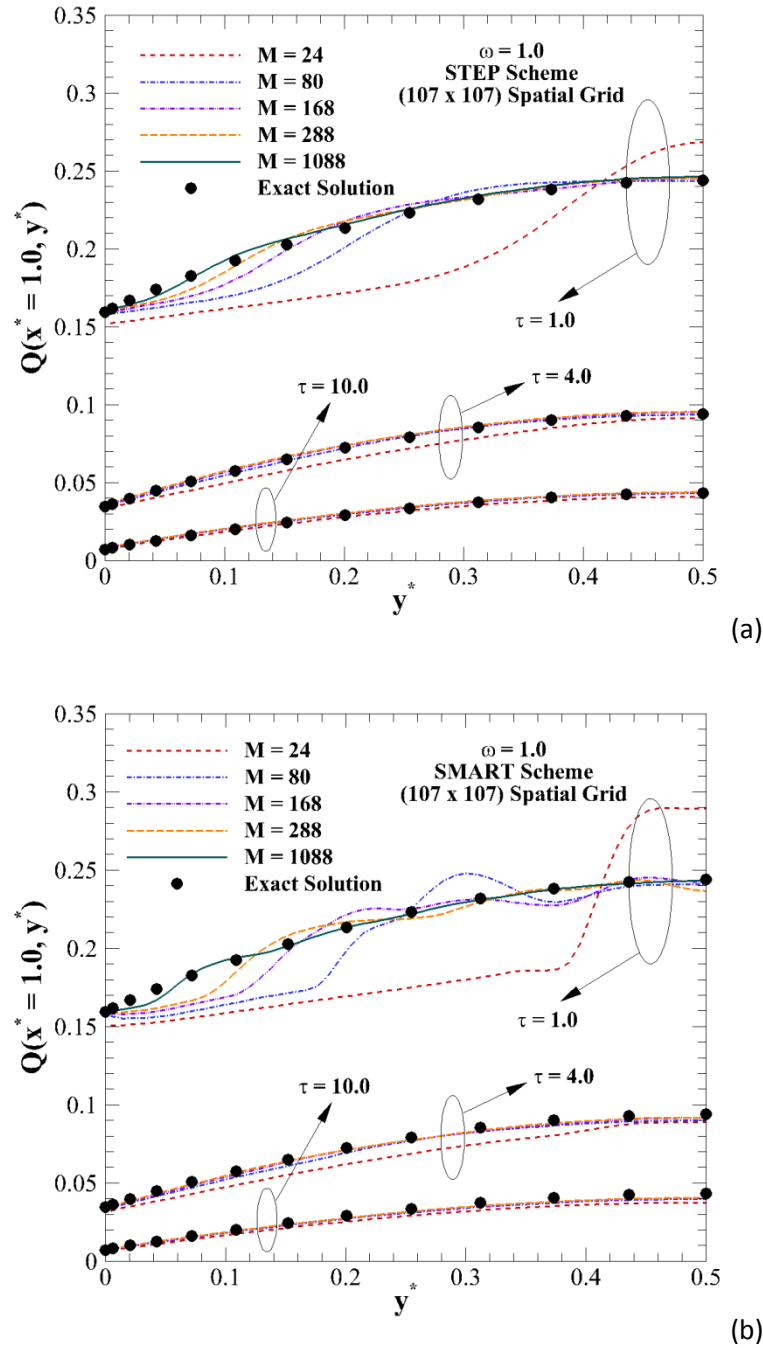 0.35
0.3
0.25
0.2
0.15
0.1
0.05
0
Q(x* = 1.0, y*)
M = 24
M = 80
M = 168
M = 288
M = 1088
Exact Solution
ω = 1.0
STEP Scheme
(107 x 107) Spatial Grid
τ = 1.0
τ = 10.0
τ = 4.0
0 0.1 0.2 0.3 0.4 0.5
y*
(a)
0.35
0.3
0.25
0.2
0.15
0.1
0.05
0
Q(x* = 1.0, y*)
M = 24
M = 80
M = 168
M = 288
M = 1088
Exact Solution
ω = 1.0
SMART Scheme
(107 x 107) Spatial Grid
τ = 1.0
τ = 10.0
τ = 4.0
0 0.1 0.2 0.3 0.4 0.5
y*
(b)